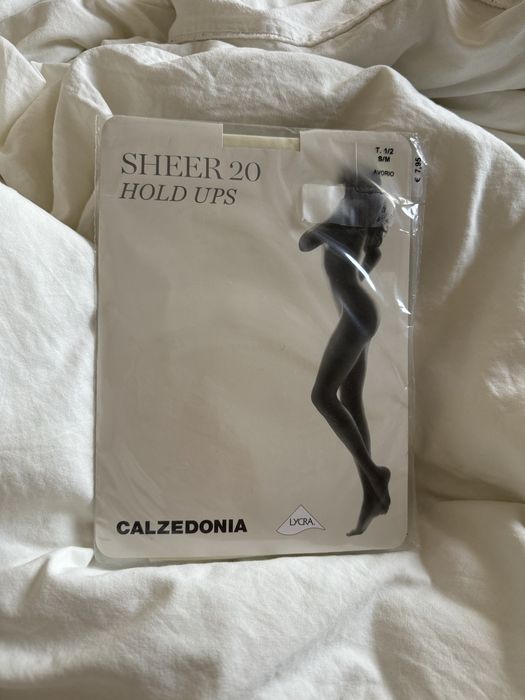 SHEER 20
HOLD UPS
T. 1/2
S/M
AVORIO
€ 7,95
CALZEDONIA
LYCRA.